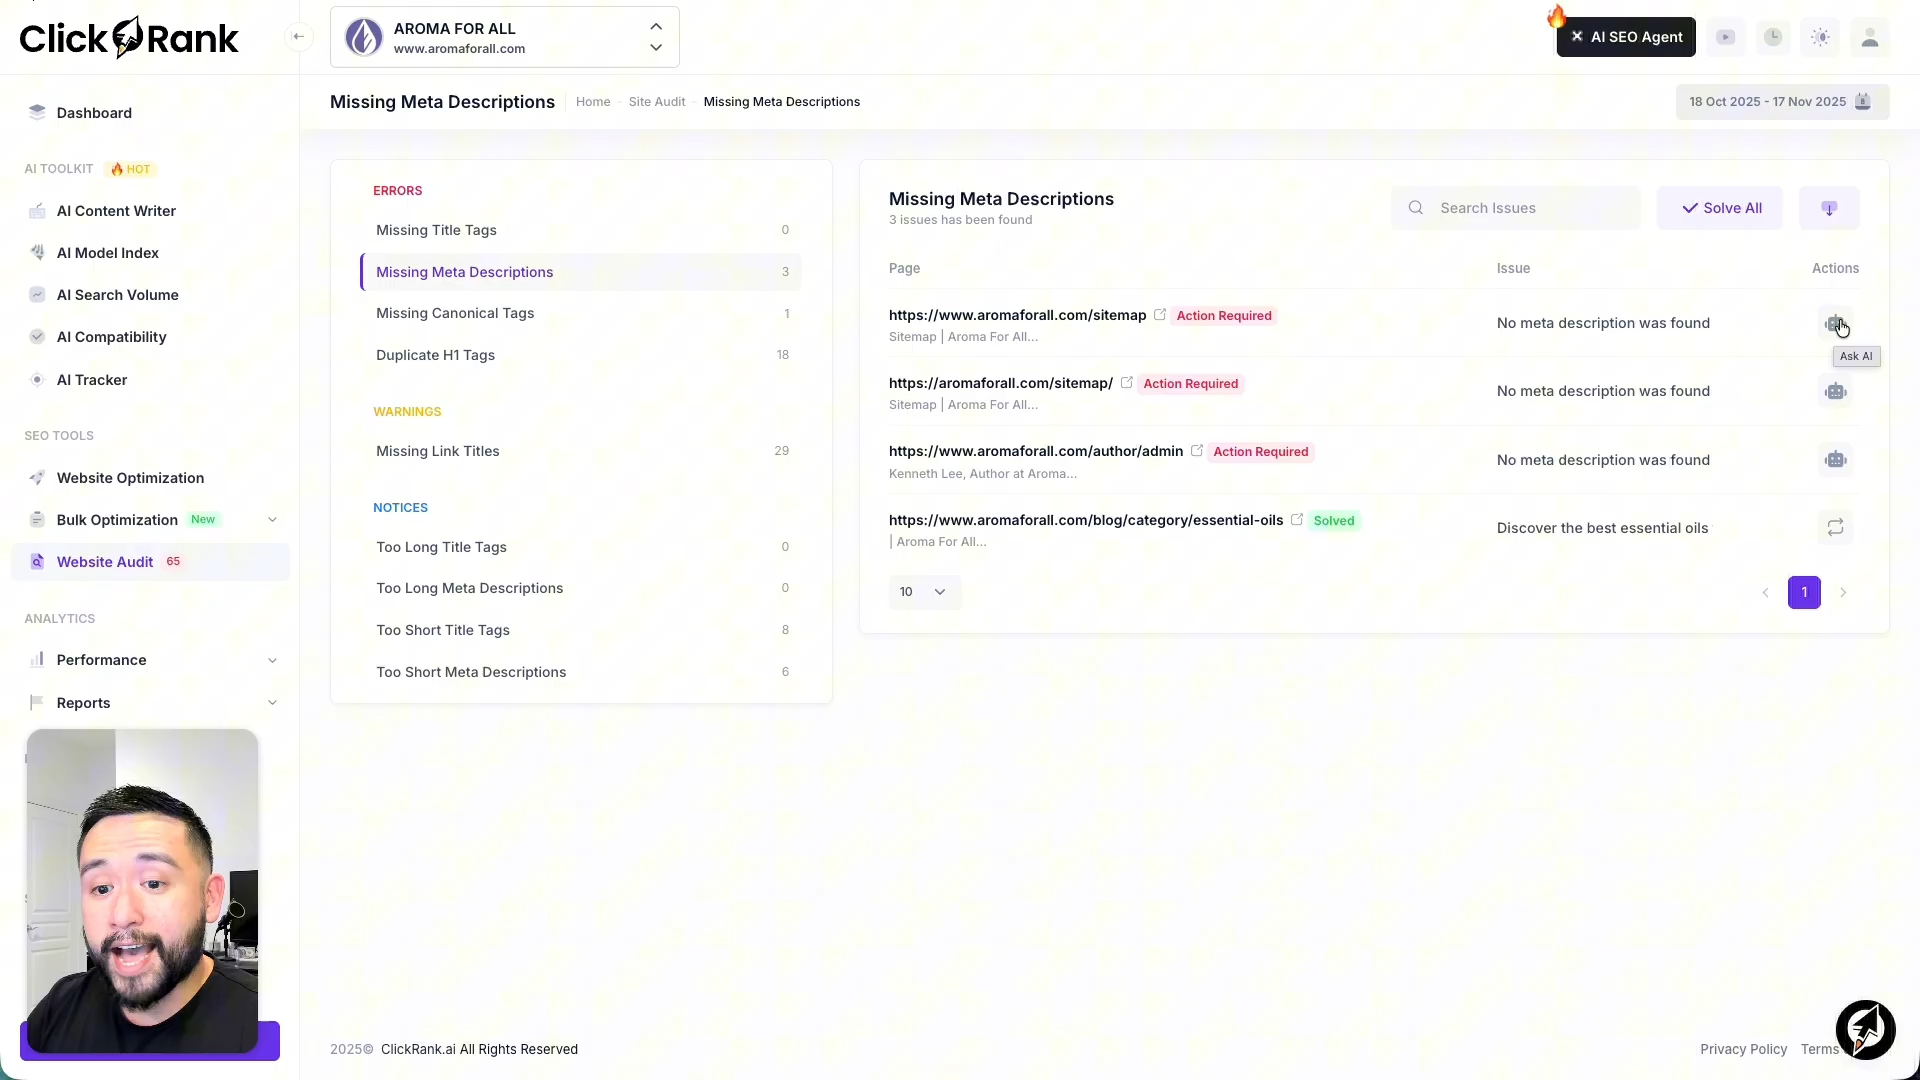 ClickRank
AROMA FOR ALL
www.aromaforall.com
AI SEO Agent
Missing Meta Descriptions
Home - Site Audit - Missing Meta Descriptions
18 Oct 2025 - 17 Nov 2025
Dashboard
AI TOOLKIT HOT
AI Content Writer
AI Model Index
AI Search Volume
AI Compatibility
AI Tracker
SEO TOOLS
Website Optimization
Bulk Optimization New
Website Audit 65
ANALYTICS
Performance
Reports
ERRORS
Missing Title Tags 0
Missing Meta Descriptions 3
Missing Canonical Tags 1
Duplicate H1 Tags 18
WARNINGS
Missing Link Titles 29
NOTICES
Too Long Title Tags 0
Too Long Meta Descriptions 0
Too Short Title Tags 8
Too Short Meta Descriptions 6
Missing Meta Descriptions
3 issues has been found
Search Issues
Solve All
Page Issue Actions
https://www.aromaforall.com/sitemap Action Required No meta description was found
Sitemap | Aroma For All...
Ask AI
https://aromaforall.com/sitemap/ Action Required No meta description was found
Sitemap | Aroma For All...
https://www.aromaforall.com/author/admin Action Required No meta description was found
Kenneth Lee, Author at Aroma...
https://www.aromaforall.com/blog/category/essential-oils Solved Discover the best essential oils
| Aroma For All...
10
1
2025© ClickRank.ai All Rights Reserved
Privacy Policy Terms